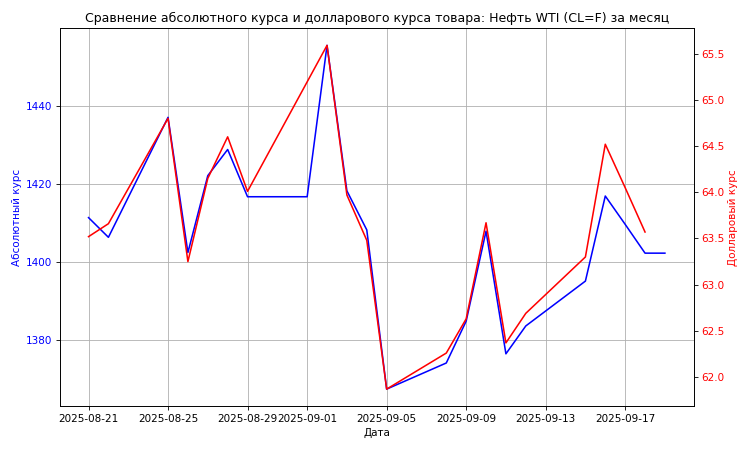 Сравнение абсолютного курса и долларового курса товара: Нефть WTI (CL=F) за месяц
Абсолютный курс
1440
1420
1400
1380
65.5
65.0
64.5
64.0
63.5
63.0
62.5
62.0
Долларовый курс
2025-08-21 2025-08-25 2025-08-29 2025-09-01 2025-09-05 2025-09-09 2025-09-13 2025-09-17
Дата